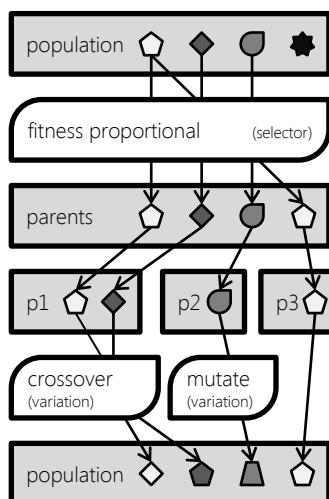 population
fitness proportional (selector)
parents
p1 p2 p3
crossover mutate
(variation) (variation)
population